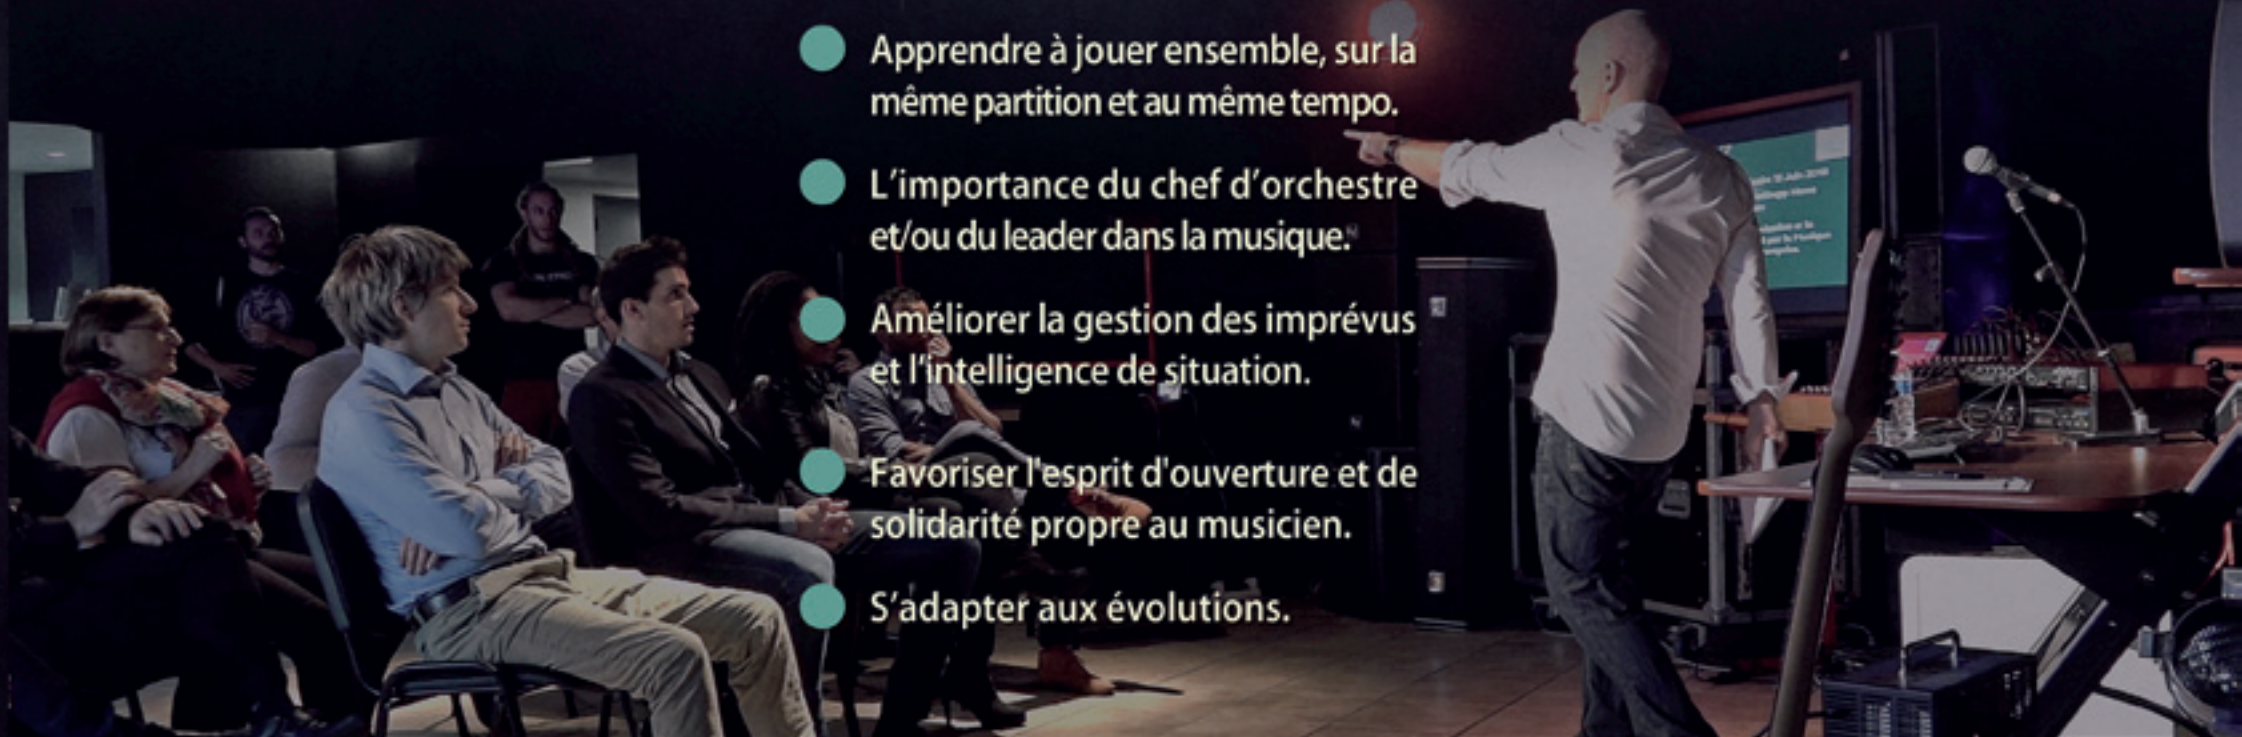 Apprendre à jouer ensemble, sur la
même partition et au même tempo.
L’importance du chef d’orchestre
et/ou du leader dans la musique.
Améliorer la gestion des imprévus
et l’intelligence de situation.
Favoriser l'esprit d'ouverture et de
solidarité propre au musicien.
S’adapter aux évolutions.